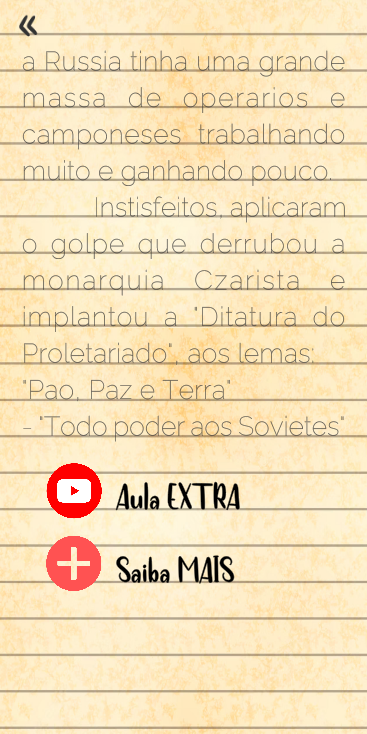 «
a Russia tinha uma grande
massa de operarios e
camponeses trabalhando
muito e ganhando pouco.
Instisfeitos, aplicaram
o golpe que derrubou a
monarquia Czarista e
implantou a "Ditatura do
Proletariado", aos lemas:
"Pao, Paz e Terra"
- "Todo poder aos Sovietes"
Aula EXTRA
Saiba MAIS